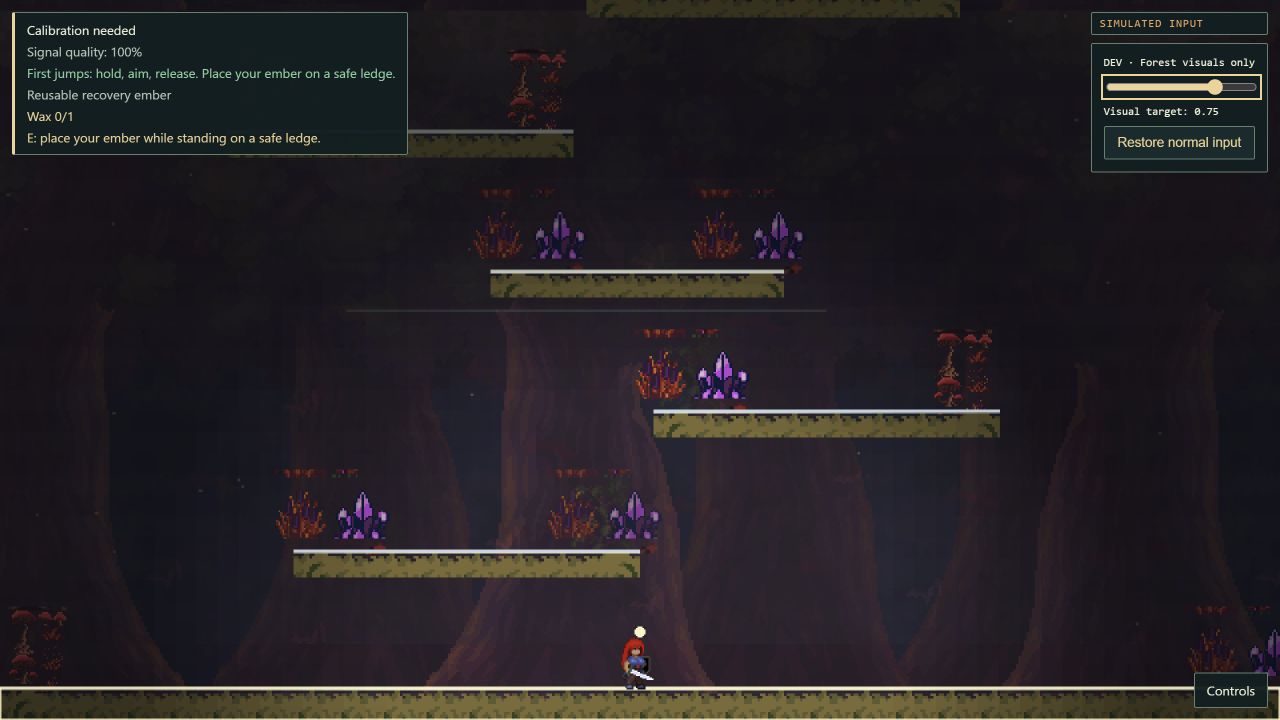 Calibration needed
Signal quality: 100%
First jumps: hold, aim, release. Place your ember on a safe ledge.
Reusable recovery ember
Wax 0/1
E: place your ember while standing on a safe ledge.
SIMULATED INPUT
DEV · Forest visuals only
Visual target: 0.75
Restore normal input
Controls